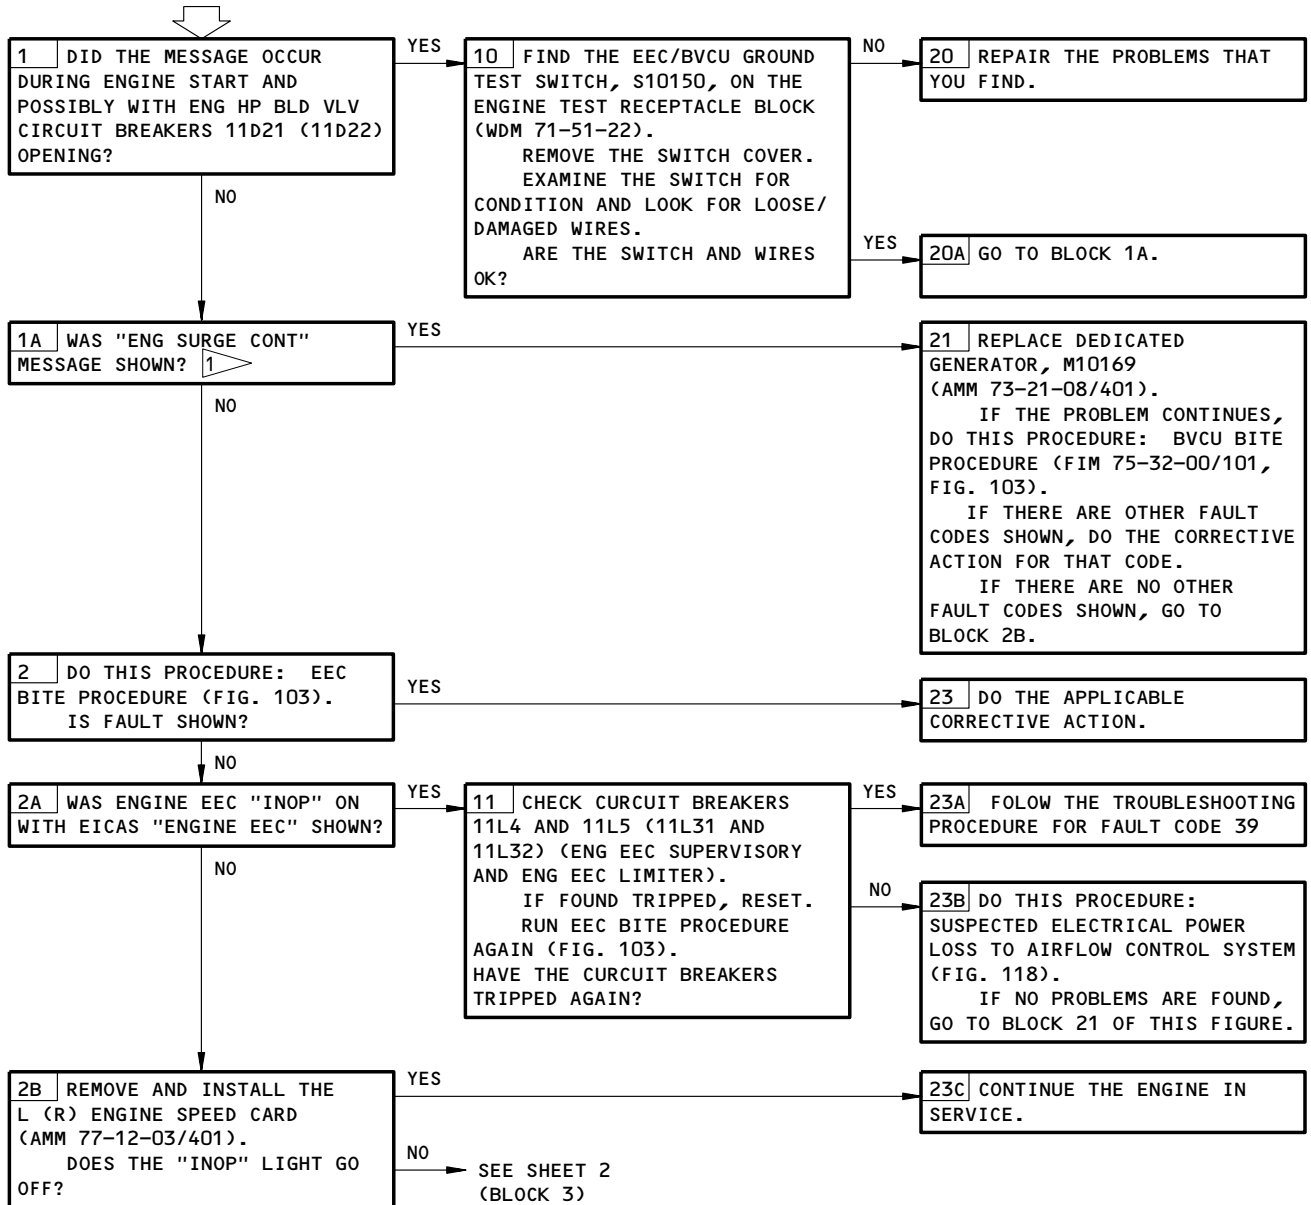 1 DID THE MESSAGE OCCUR
DURING ENGINE START AND
POSSIBLY WITH ENG HP BLD VLV
CIRCUIT BREAKERS 11D21 (11D22)
OPENING?
YES
NO
10 FIND THE EEC/BVCU GROUND
TEST SWITCH, S10150, ON THE
ENGINE TEST RECEPTACLE BLOCK
(WDM 71-51-22).
REMOVE THE SWITCH COVER.
EXAMINE THE SWITCH FOR
CONDITION AND LOOK FOR LOOSE/
DAMAGED WIRES.
ARE THE SWITCH AND WIRES
OK?
NO
20 REPAIR THE PROBLEMS THAT
YOU FIND.
YES
20A GO TO BLOCK 1A.
1A WAS "ENG SURGE CONT"
MESSAGE SHOWN? 1
YES
NO
21 REPLACE DEDICATED
GENERATOR, M10169
(AMM 73-21-08/401).
IF THE PROBLEM CONTINUES,
DO THIS PROCEDURE: BVCU BITE
PROCEDURE (FIM 75-32-00/101,
FIG. 103).
IF THERE ARE OTHER FAULT
CODES SHOWN, DO THE CORRECTIVE
ACTION FOR THAT CODE.
IF THERE ARE NO OTHER
FAULT CODES SHOWN, GO TO
BLOCK 2B.
2 DO THIS PROCEDURE: EEC
BITE PROCEDURE (FIG. 103).
IS FAULT SHOWN?
YES
NO
23 DO THE APPLICABLE
CORRECTIVE ACTION.
2A WAS ENGINE EEC "INOP" ON
WITH EICAS "ENGINE EEC" SHOWN?
YES
NO
11 CHECK CURCUIT BREAKERS
11L4 AND 11L5 (11L31 AND
11L32) (ENG EEC SUPERVISORY
AND ENG EEC LIMITER).
IF FOUND TRIPPED, RESET.
RUN EEC BITE PROCEDURE
AGAIN (FIG. 103).
HAVE THE CURCUIT BREAKERS
TRIPPED AGAIN?
YES
23A FOLOW THE TROUBLESHOOTING
PROCEDURE FOR FAULT CODE 39
NO
23B DO THIS PROCEDURE:
SUSPECTED ELECTRICAL POWER
LOSS TO AIRFLOW CONTROL SYSTEM
(FIG. 118).
IF NO PROBLEMS ARE FOUND,
GO TO BLOCK 21 OF THIS FIGURE.
2B REMOVE AND INSTALL THE
L (R) ENGINE SPEED CARD
(AMM 77-12-03/401).
DOES THE "INOP" LIGHT GO
OFF?
YES
23C CONTINUE THE ENGINE IN
SERVICE.
NO
SEE SHEET 2
(BLOCK 3)